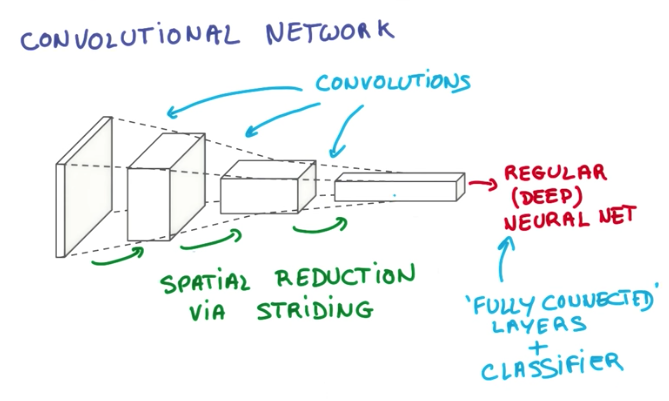 CONVOLUTIONAL NETWORK
CONVOLUTIONS
REGULAR
(DEEP)
NEURAL NET
SPATIAL REDUCTION
VIA STRIDING
'FULLY CONNECTED'
LAYERS
+
CLASSIFIER